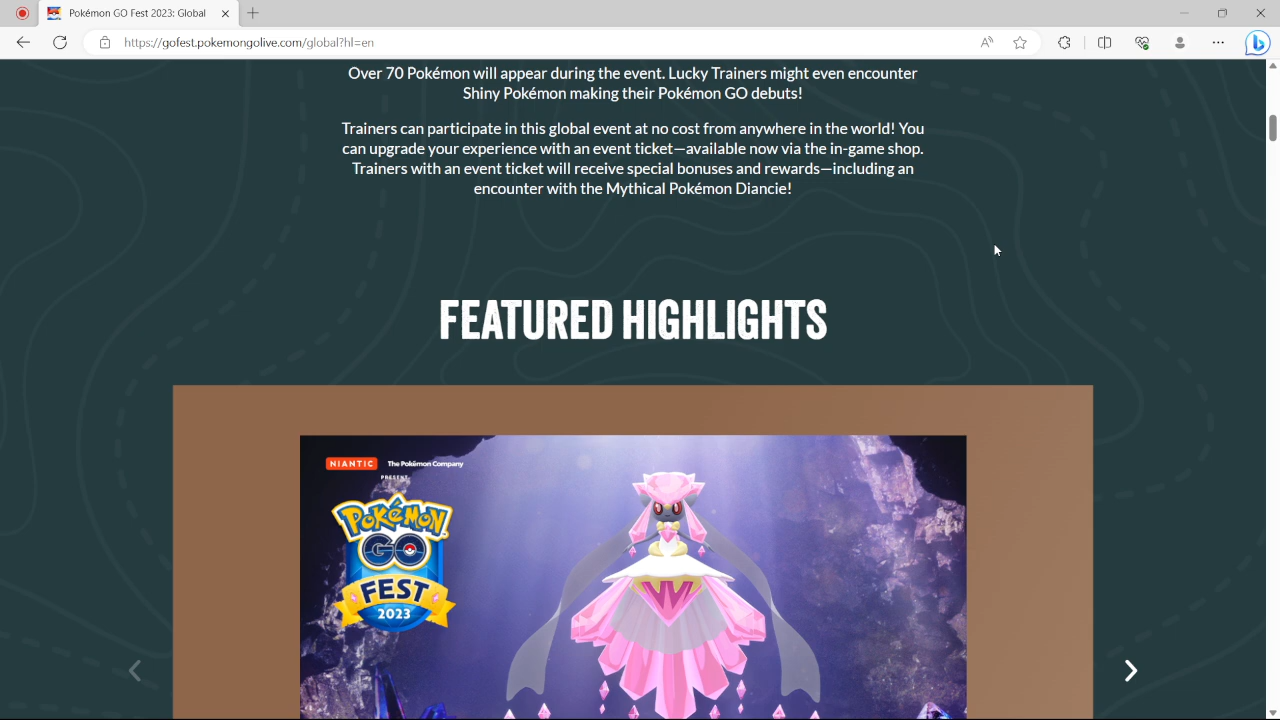 Pokémon GO Fest 2023: Global
https://gofest.pokemongolive.com/global?hl=en
Over 70 Pokémon will appear during the event. Lucky Trainers might even encounter
Shiny Pokémon making their Pokémon GO debuts!
Trainers can participate in this global event at no cost from anywhere in the world! You
can upgrade your experience with an event ticket—available now via the in-game shop.
Trainers with an event ticket will receive special bonuses and rewards—including an
encounter with the Mythical Pokémon Diancie!
FEATURED HIGHLIGHTS
NIANTIC The Pokémon Company
PRESENT
POKéMON
GO
FEST
2023